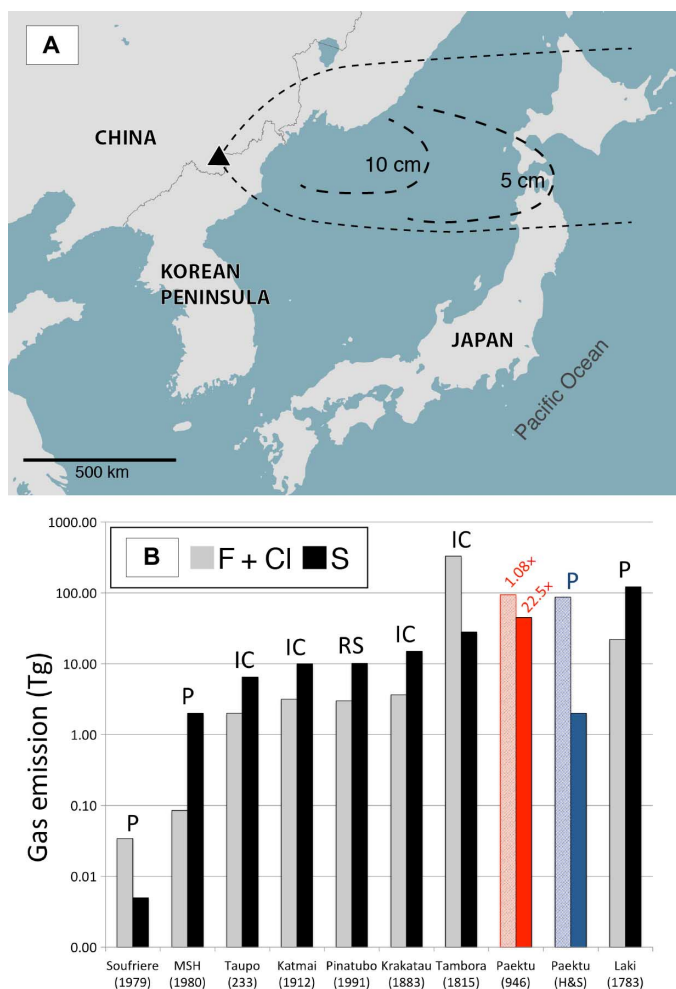 A
CHINA
10 cm
5 cm
KOREAN
PENINSULA
JAPAN
Pacific Ocean
500 km
1000.00
100.00
10.00
1.00
0.10
0.01
0.00
Gas emission (Tg)
B F + Cl S
P
P
IC
IC
RS
IC
IC
1.08×
22.5×
P
P
Soufriere (1979)
MSH (1980)
Taupo (233)
Katmai (1912)
Pinatubo (1991)
Krakatau (1883)
Tambora (1815)
Paektu (946)
Paektu (H&S)
Laki (1783)